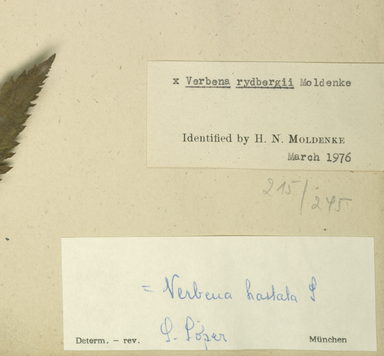 x Verbena rydbergii Moldenke
Identified by H. N. MOLDENKE
March 1976
215/245
= Verbena hastata L
Determ. – rev.
München